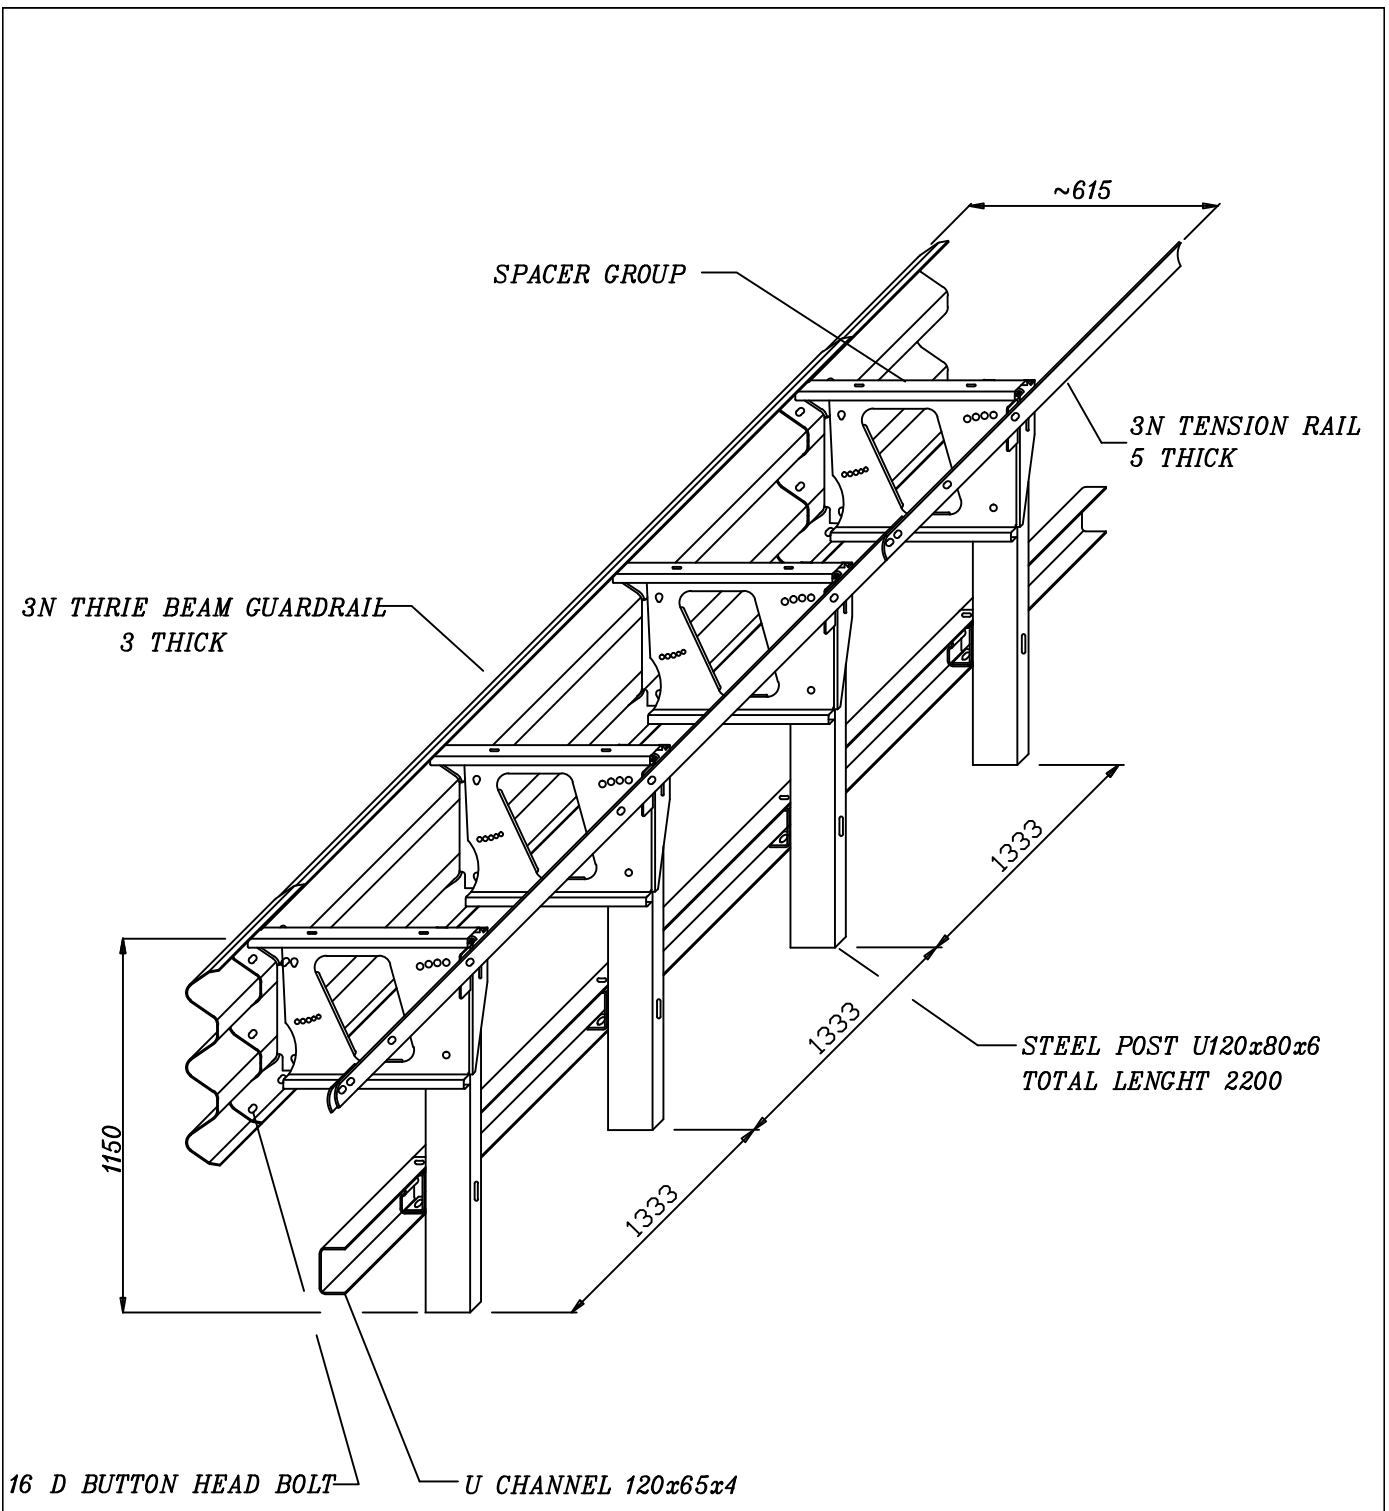 ~615
SPACER GROUP
3N TENSION RAIL
5 THICK
3N THRIE BEAM GUARDRAIL
3 THICK
1333
1333
STEEL POST U120x80x6
TOTAL LENGHT 2200
1150
1333
16 D BUTTON HEAD BOLT
U CHANNEL 120x65x4